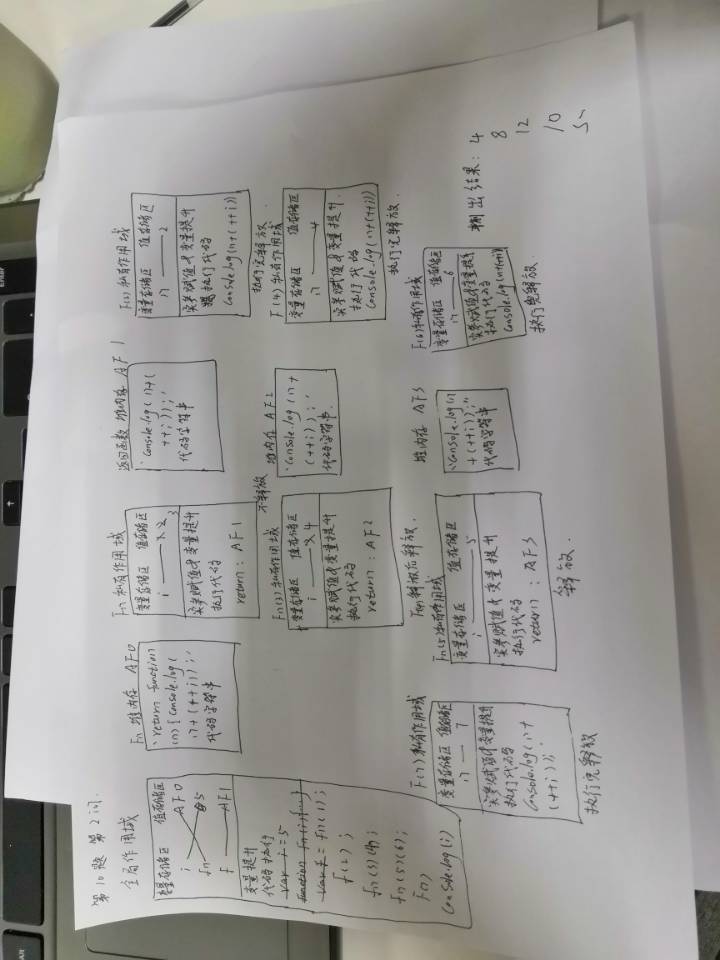 第10题 第2问.
全局作用域
变量存储区 值存储区
i AF0
fn 5
f AF1
变量提升
代码执行
var i=5
function fn(i){...}
var f = fn(1);
f(2);
fn(3)(4);
fn(5)(6);
f(7)
Console.log(i)
Fn 堆内存 AF0
`return function
(n){Console.log(
n+(++i));'
代码字符串
Fn 私有作用域
变量存储区 值存储区
i 3
实参赋值或变量提升
执行代码
return: AF1
不释放
返回函数 堆内存 AF1
`Console.log(n+(
++i));'
代码字符串
F(2)私有作用域
变量存储区 值存储区
n 2
实参赋值或变量提升
执行代码
Console.log(n+(++i))
执行完释放
Fn(3)私有作用域
变量存储区 值存储区
i 4
实参赋值或变量提升
执行代码
return: AF2
堆内存 AF2
`Console.log(n+
(++i));'
代码字符串
F(4)私有作用域
变量存储区 值存储区
n 4
实参赋值或变量提升.
执行代码
Console.log(n+(++i))
执行完释放.
F(7)私有作用域
变量存储区 值存储区
n 7
实参赋值或变量提升
执行代码
Console.log(n+
(++i));
执行完释放
释放后释放.
Fn(5)私有作用域
变量存储区 值存储区
i 5
实参赋值或变量提升
执行代码
return: AF3
释放.
堆内存 AF3
`Console.log(n
+(++i));"
代码字符串
F(6)私有作用域
变量存储区 值存储区
n 6
实参赋值或变量提升
执行代码
Console.log(n+(++i))
执行完释放.
输出结果: 4
8
12
10
5